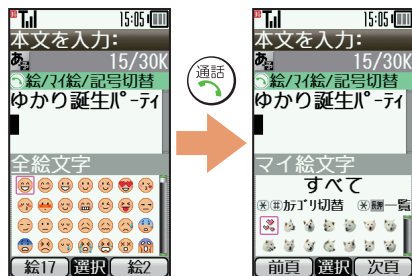 15:05
本文を入力:
あ 15/30K
絵/マイ絵/記号切替
ゆかり誕生パーティ
全絵文字
絵17 選択 絵2
通話
15:05
本文を入力:
あ 15/30K
絵/マイ絵/記号切替
ゆかり誕生パーティ
マイ絵文字
すべて
カテゴリ切替 一覧
前頁 選択 次頁